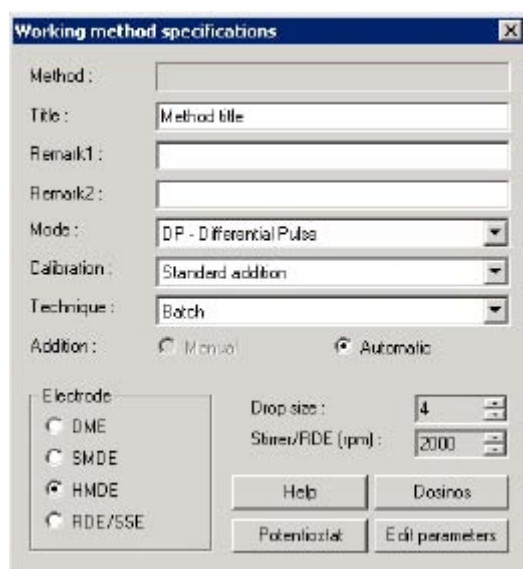 Working method specifications
Method :
Title : Method title
Remark1 :
Remark2 :
Mode : DP - Differential Pulse
Calibration : Standard addition
Technique : Batch
Addition : Manual Automatic
Electrode
DME
SMDE
HMDE
RDE/SSE
Drop size : 4
Stirrer/RDE (rpm) : 2000
Help Dosinos
Potentiostat Edit parameters